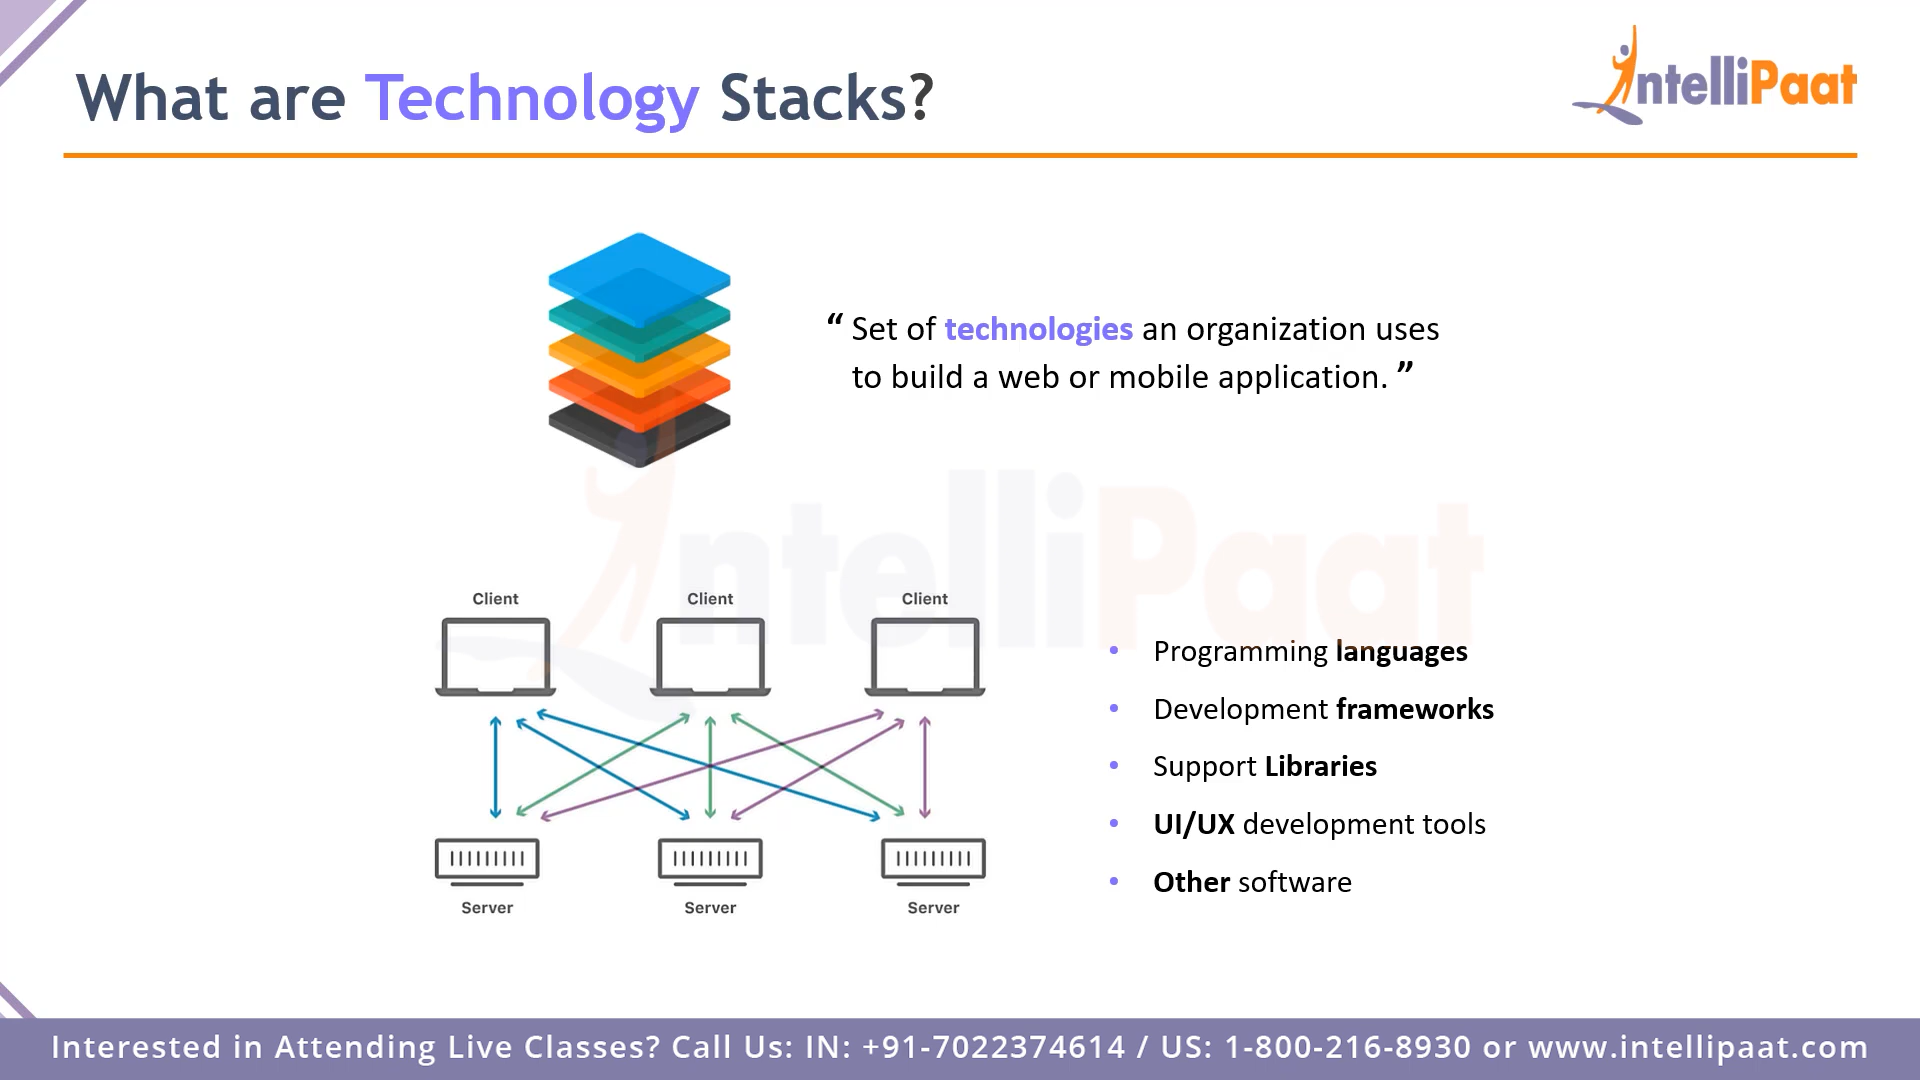 What are Technology Stacks?
IntelliPaat
“ Set of technologies an organization uses
to build a web or mobile application. ”
IntelliPaat
Client Client Client
Server Server Server
• Programming languages
• Development frameworks
• Support Libraries
• UI/UX development tools
• Other software
Interested in Attending Live Classes? Call Us: IN: +91-7022374614 / US: 1-800-216-8930 or www.intellipaat.com